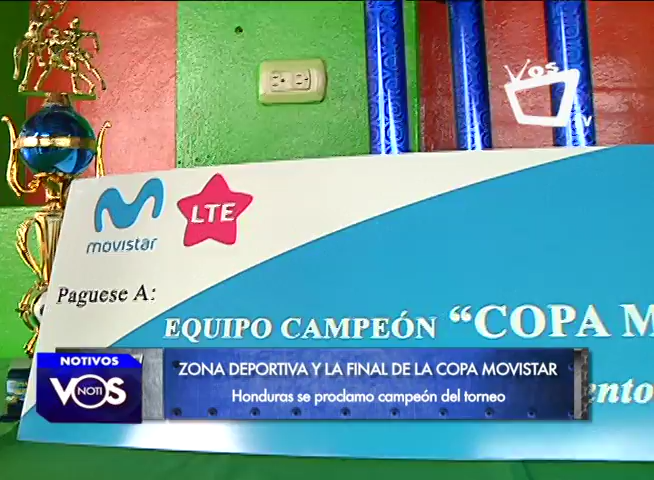 Vos
tv
movistar
LTE
Paguese A:
EQUIPO CAMPEÓN “COPA M
ento
NOTIVOS
VOS
NOTI
ZONA DEPORTIVA Y LA FINAL DE LA COPA MOVISTAR
Honduras se proclamo campeón del torneo